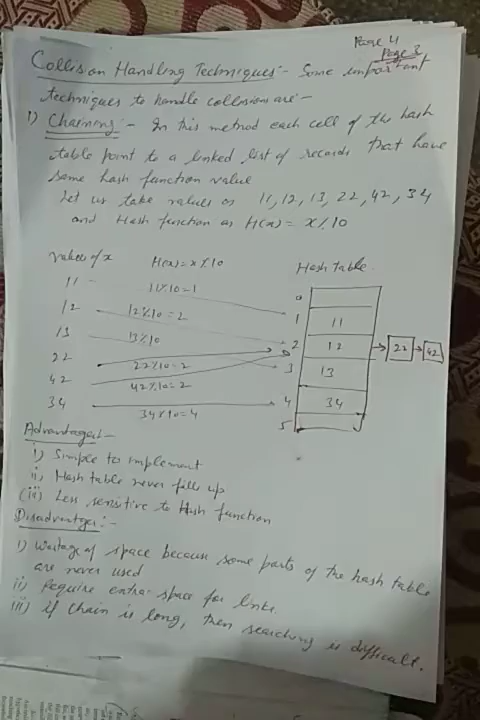 Page 4
Page 3
Collision Handling Techniques:- Some important
techniques to handle collision are:-
1) Chaining:- In this method each cell of the hash
table point to a linked list of records that have
same hash function value
Let us take values as 11, 12, 13, 22, 42, 34
and Hash function as H(x) = x%10
Value of x H(x) = x%10 Hash table
11 11%10=1
12 12%10=2
13 13%10
22 22%10=2
42 42%10=2
34 34%10=4
0
1 11
2 12 22 42
3 13
4 34
5
Advantages:-
i) Simple to implement
ii) Hash table never fill up
(iii) Less sensitive to Hash function
Disadvantges:-
i) Wastage of space because some parts of the hash table
are never used
ii) Require extra space for links.
iii) if chain is long, then searching is difficult.